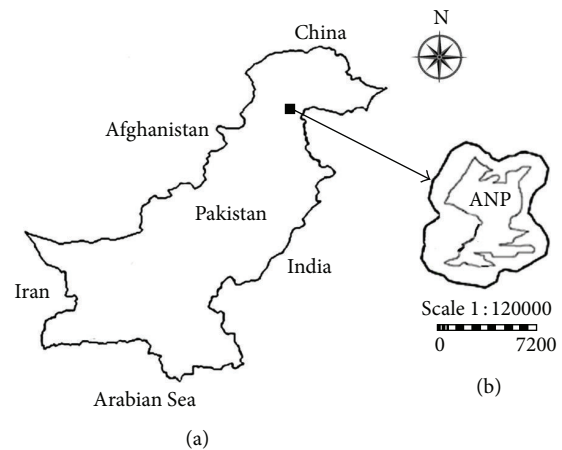 China
N
Afghanistan
ANP
Pakistan
India
Iran
Scale 1 : 120000
0 7200
Arabian Sea
(b)
(a)